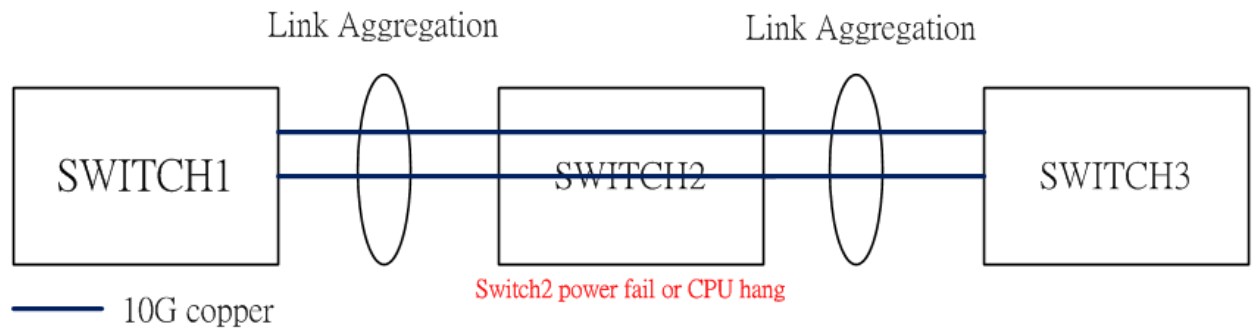 Link Aggregation
Link Aggregation
SWITCH1
SWITCH2
SWITCH3
Switch2 power fail or CPU hang
10G copper